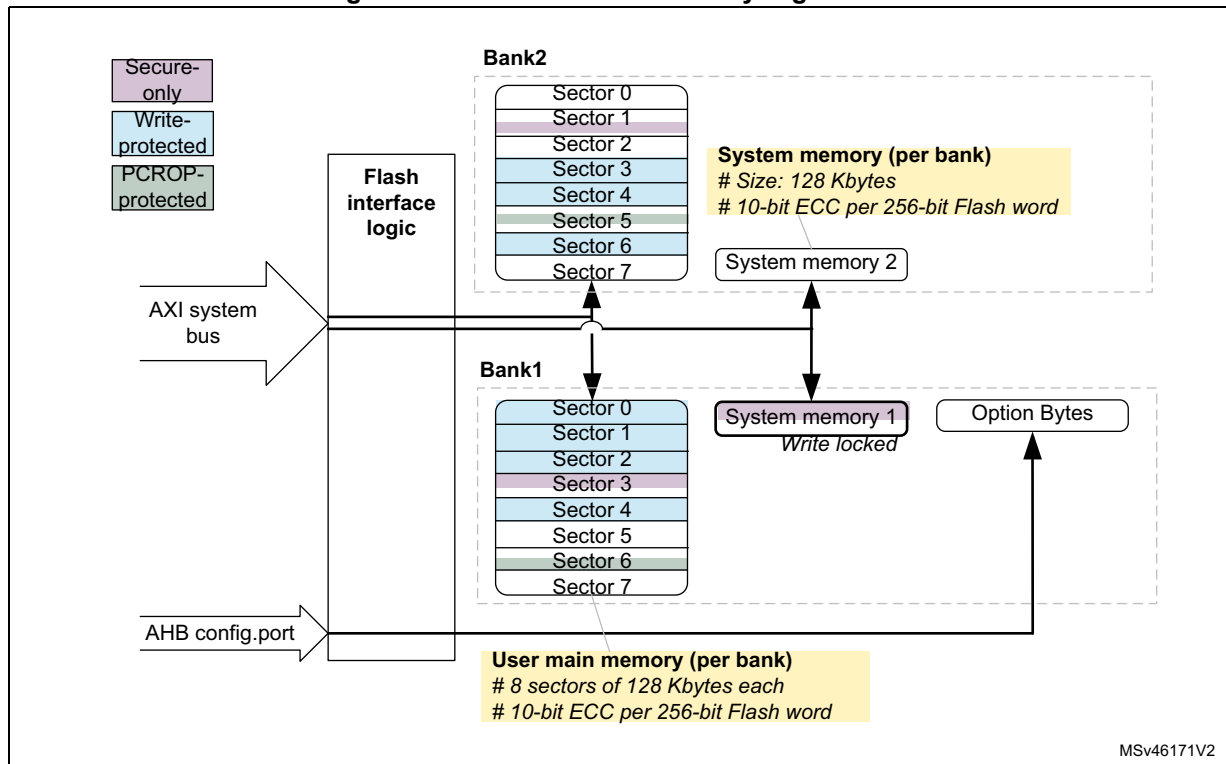 Secure-
only
Write-
protected
PCROP-
protected
Flash
interface
logic
AXI system
bus
AHB config.port
Bank2
Sector 0
Sector 1
Sector 2
Sector 3
Sector 4
Sector 5
Sector 6
Sector 7
System memory (per bank)
# Size: 128 Kbytes
# 10-bit ECC per 256-bit Flash word
System memory 2
Bank1
Sector 0
Sector 1
Sector 2
Sector 3
Sector 4
Sector 5
Sector 6
Sector 7
System memory 1
Write locked
Option Bytes
User main memory (per bank)
# 8 sectors of 128 Kbytes each
# 10-bit ECC per 256-bit Flash word
MSv46171V2